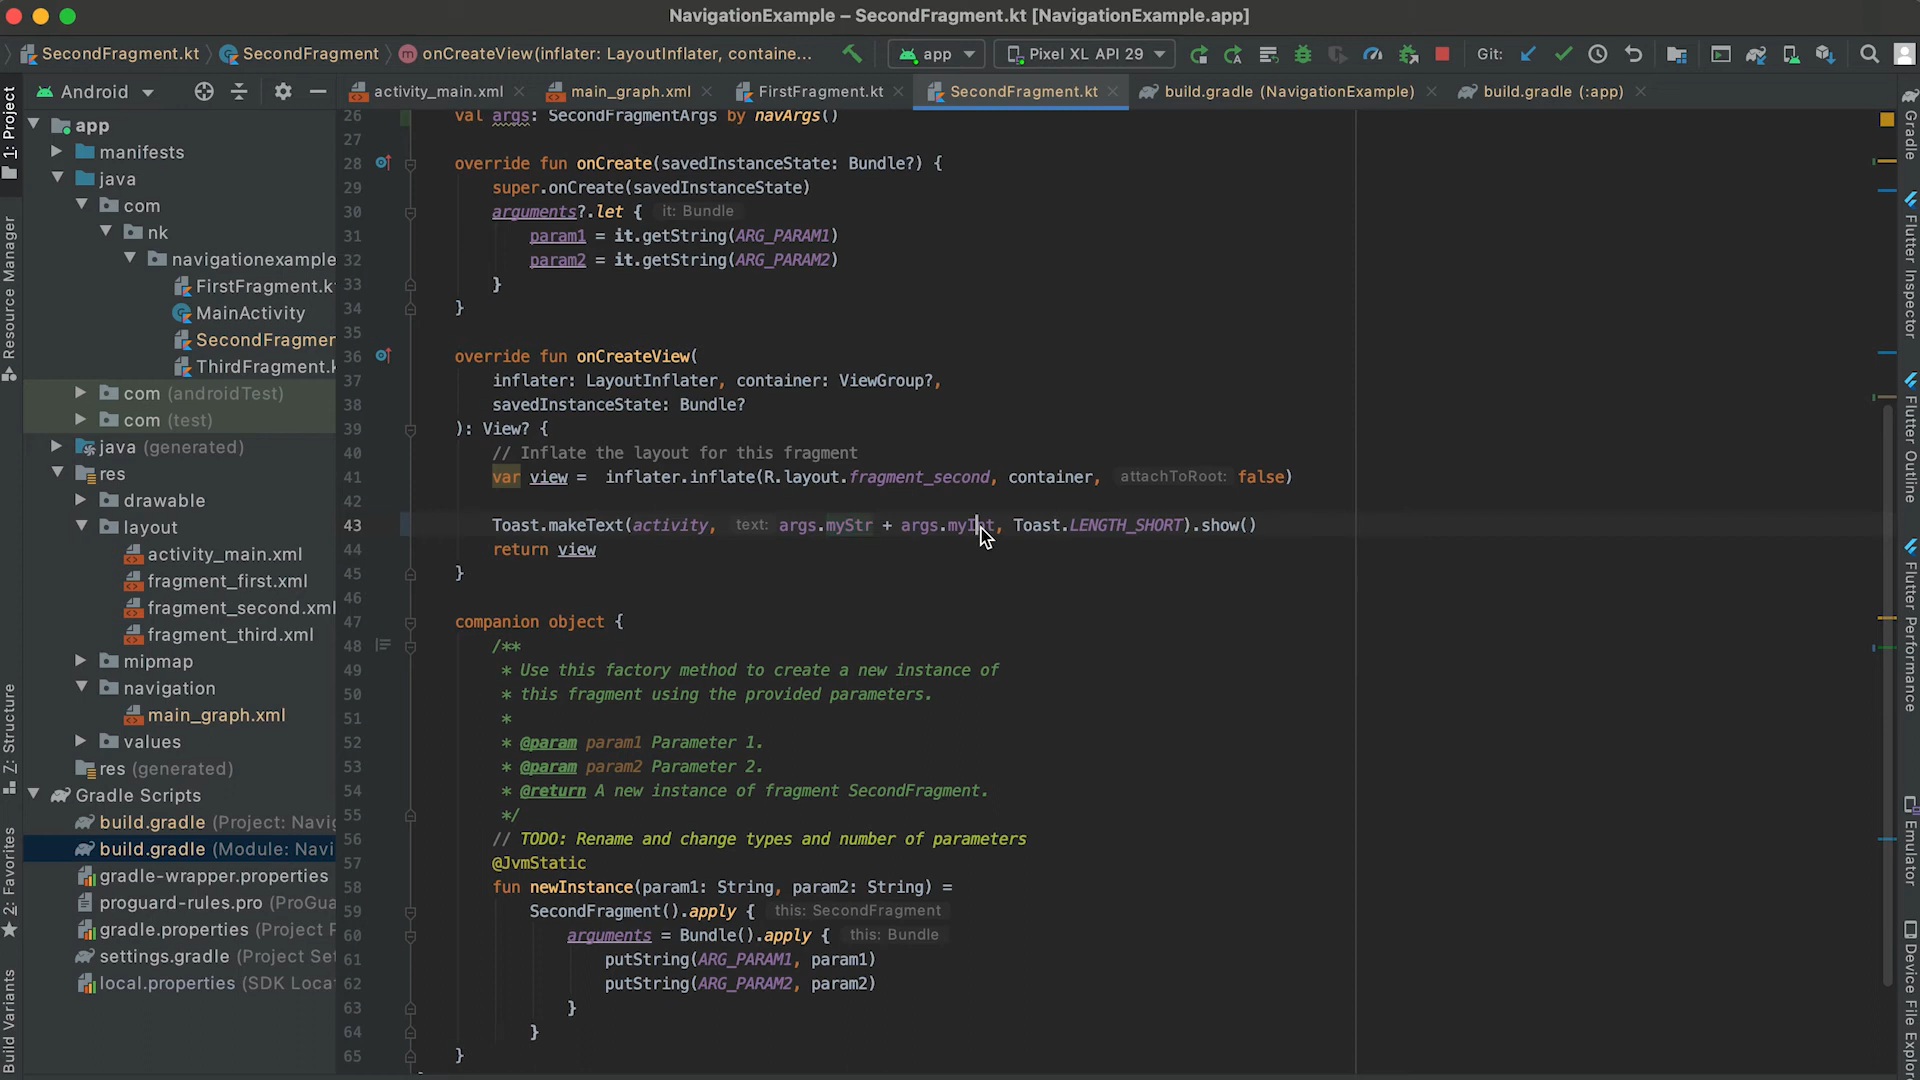 NavigationExample – SecondFragment.kt [NavigationExample.app]
SecondFragment.kt SecondFragment onCreateView(inflater: LayoutInflater, containe... app Pixel XL API 29 Git:
Android activity_main.xml main_graph.xml FirstFragment.kt SecondFragment.kt build.gradle (NavigationExample) build.gradle (:app)
1: Project
Resource Manager
Z: Structure
2: Favorites
Build Variants
app
manifests
java
com
nk
navigationexample
FirstFragment.k
MainActivity
SecondFragmer
ThirdFragment.k
com (androidTest)
com (test)
java (generated)
res
drawable
layout
activity_main.xml
fragment_first.xml
fragment_second.xml
fragment_third.xml
mipmap
navigation
main_graph.xml
values
res (generated)
Gradle Scripts
build.gradle (Project: Navig
build.gradle (Module: Navi
gradle-wrapper.properties
proguard-rules.pro (ProGua
gradle.properties (Project P
settings.gradle (Project Set
local.properties (SDK Loca
26 val args: SecondFragmentArgs by navArgs()
27
28 override fun onCreate(savedInstanceState: Bundle?) {
29 super.onCreate(savedInstanceState)
30 arguments?.let { it: Bundle
31 param1 = it.getString(ARG_PARAM1)
32 param2 = it.getString(ARG_PARAM2)
33 }
34 }
35
36 override fun onCreateView(
37 inflater: LayoutInflater, container: ViewGroup?,
38 savedInstanceState: Bundle?
39 ): View? {
40 // Inflate the layout for this fragment
41 var view = inflater.inflate(R.layout.fragment_second, container, attachToRoot: false)
42
43 Toast.makeText(activity, text: args.myStr + args.myInt, Toast.LENGTH_SHORT).show()
44 return view
45 }
46
47 companion object {
48 /**
49 * Use this factory method to create a new instance of
50 * this fragment using the provided parameters.
51 *
52 * @param param1 Parameter 1.
53 * @param param2 Parameter 2.
54 * @return A new instance of fragment SecondFragment.
55 */
56 // TODO: Rename and change types and number of parameters
57 @JvmStatic
58 fun newInstance(param1: String, param2: String) =
59 SecondFragment().apply { this: SecondFragment
60 arguments = Bundle().apply { this: Bundle
61 putString(ARG_PARAM1, param1)
62 putString(ARG_PARAM2, param2)
63 }
64 }
65 }
Gradle
Flutter Inspector
Flutter Outline
Flutter Performance
Emulator
Device File Explo